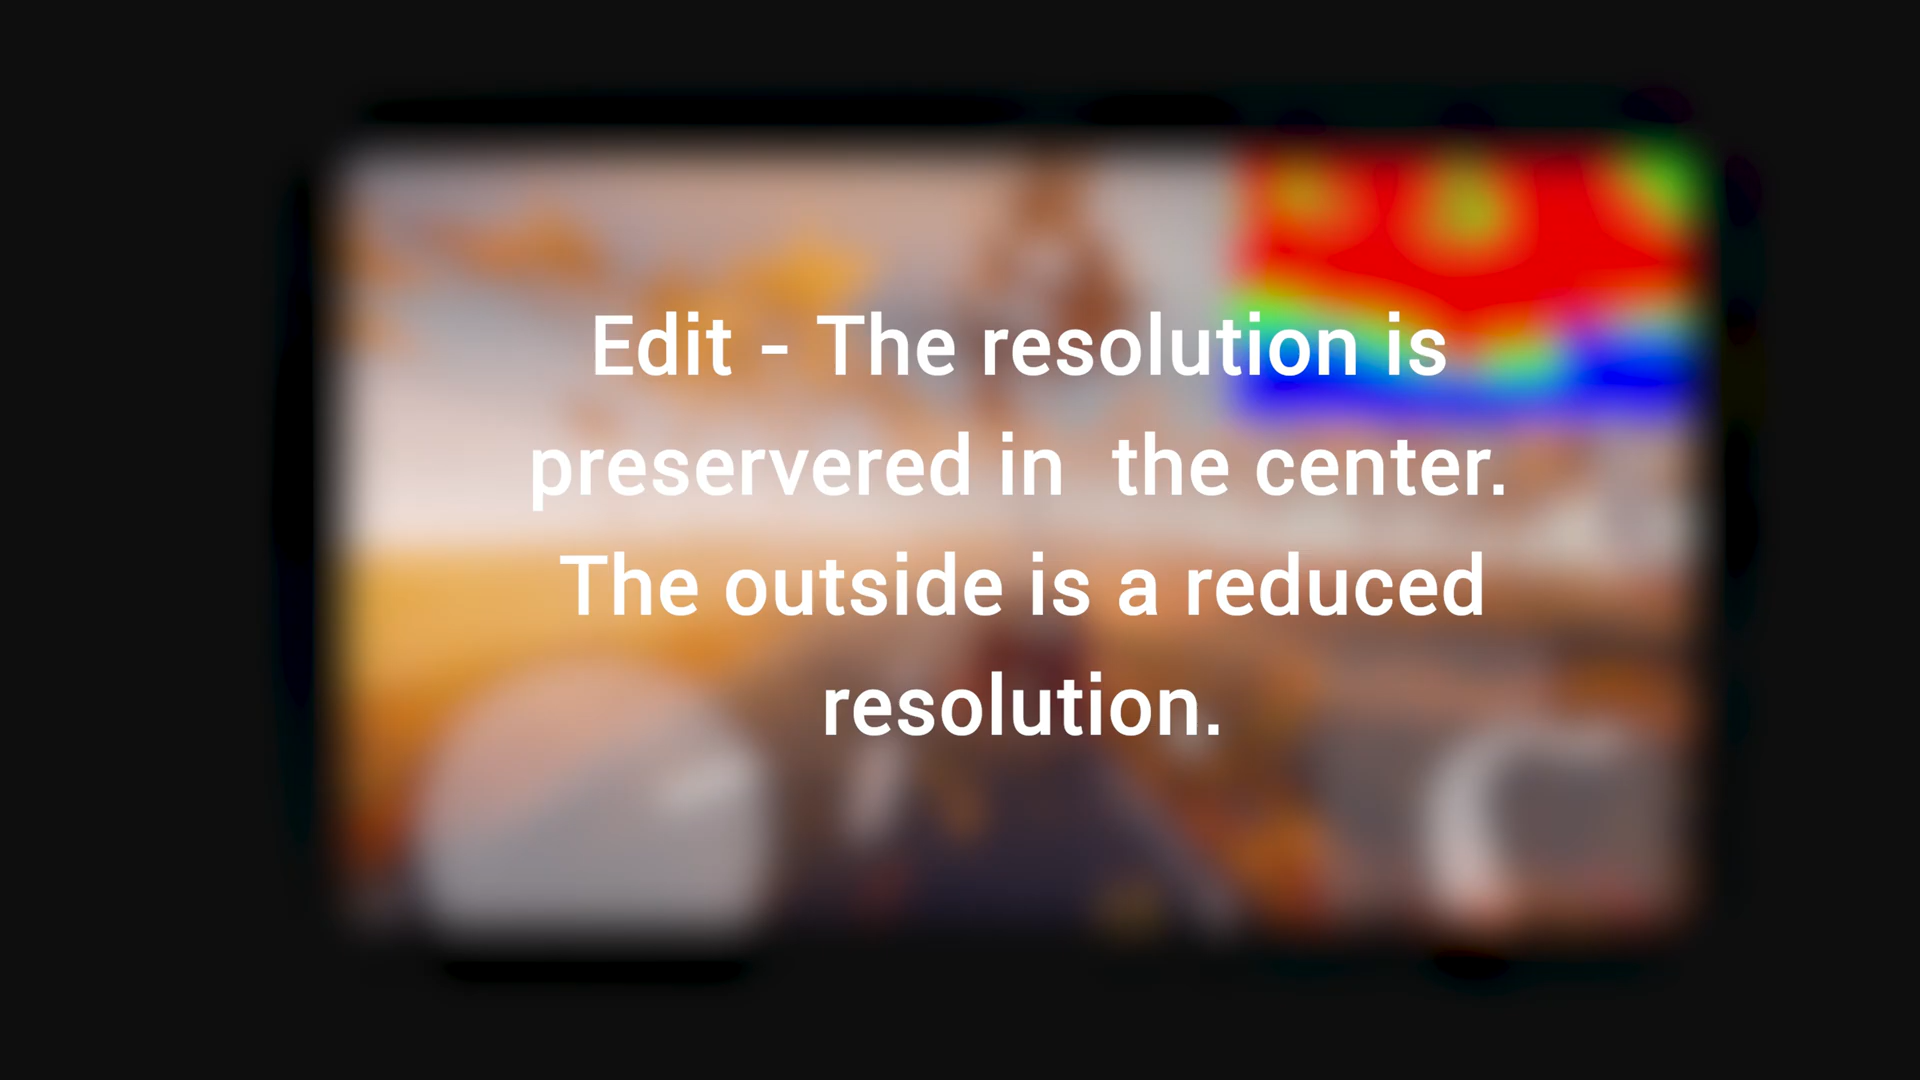 Edit - The resolution is
preservered in  the center.
The outside is a reduced
resolution.